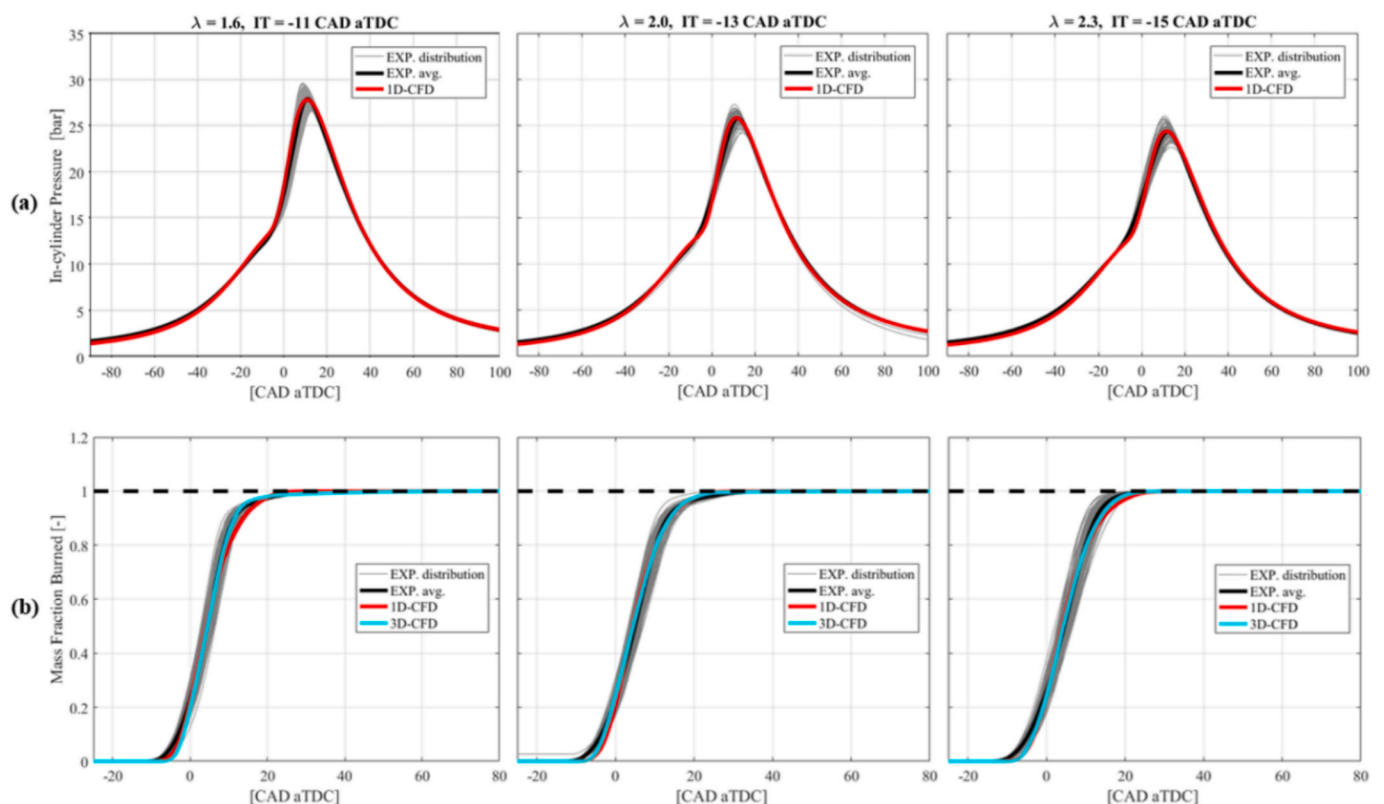 λ = 1.6, IT = -11 CAD aTDC
λ = 2.0, IT = -13 CAD aTDC
λ = 2.3, IT = -15 CAD aTDC
(a)
In-cylinder Pressure [bar]
35
30
25
20
15
10
5
0
EXP. distribution
EXP. avg.
1D-CFD
EXP. distribution
EXP. avg.
1D-CFD
EXP. distribution
EXP. avg.
1D-CFD
-80 -60 -40 -20 0 20 40 60 80 100
-80 -60 -40 -20 0 20 40 60 80 100
-80 -60 -40 -20 0 20 40 60 80 100
[CAD aTDC]
[CAD aTDC]
[CAD aTDC]
(b)
Mass Fraction Burned [-]
1.2
1
0.8
0.6
0.4
0.2
0
EXP. distribution
EXP. avg.
1D-CFD
3D-CFD
EXP. distribution
EXP. avg.
1D-CFD
3D-CFD
EXP. distribution
EXP. avg.
1D-CFD
3D-CFD
-20 0 20 40 60 80
-20 0 20 40 60 80
-20 0 20 40 60 80
[CAD aTDC]
[CAD aTDC]
[CAD aTDC]